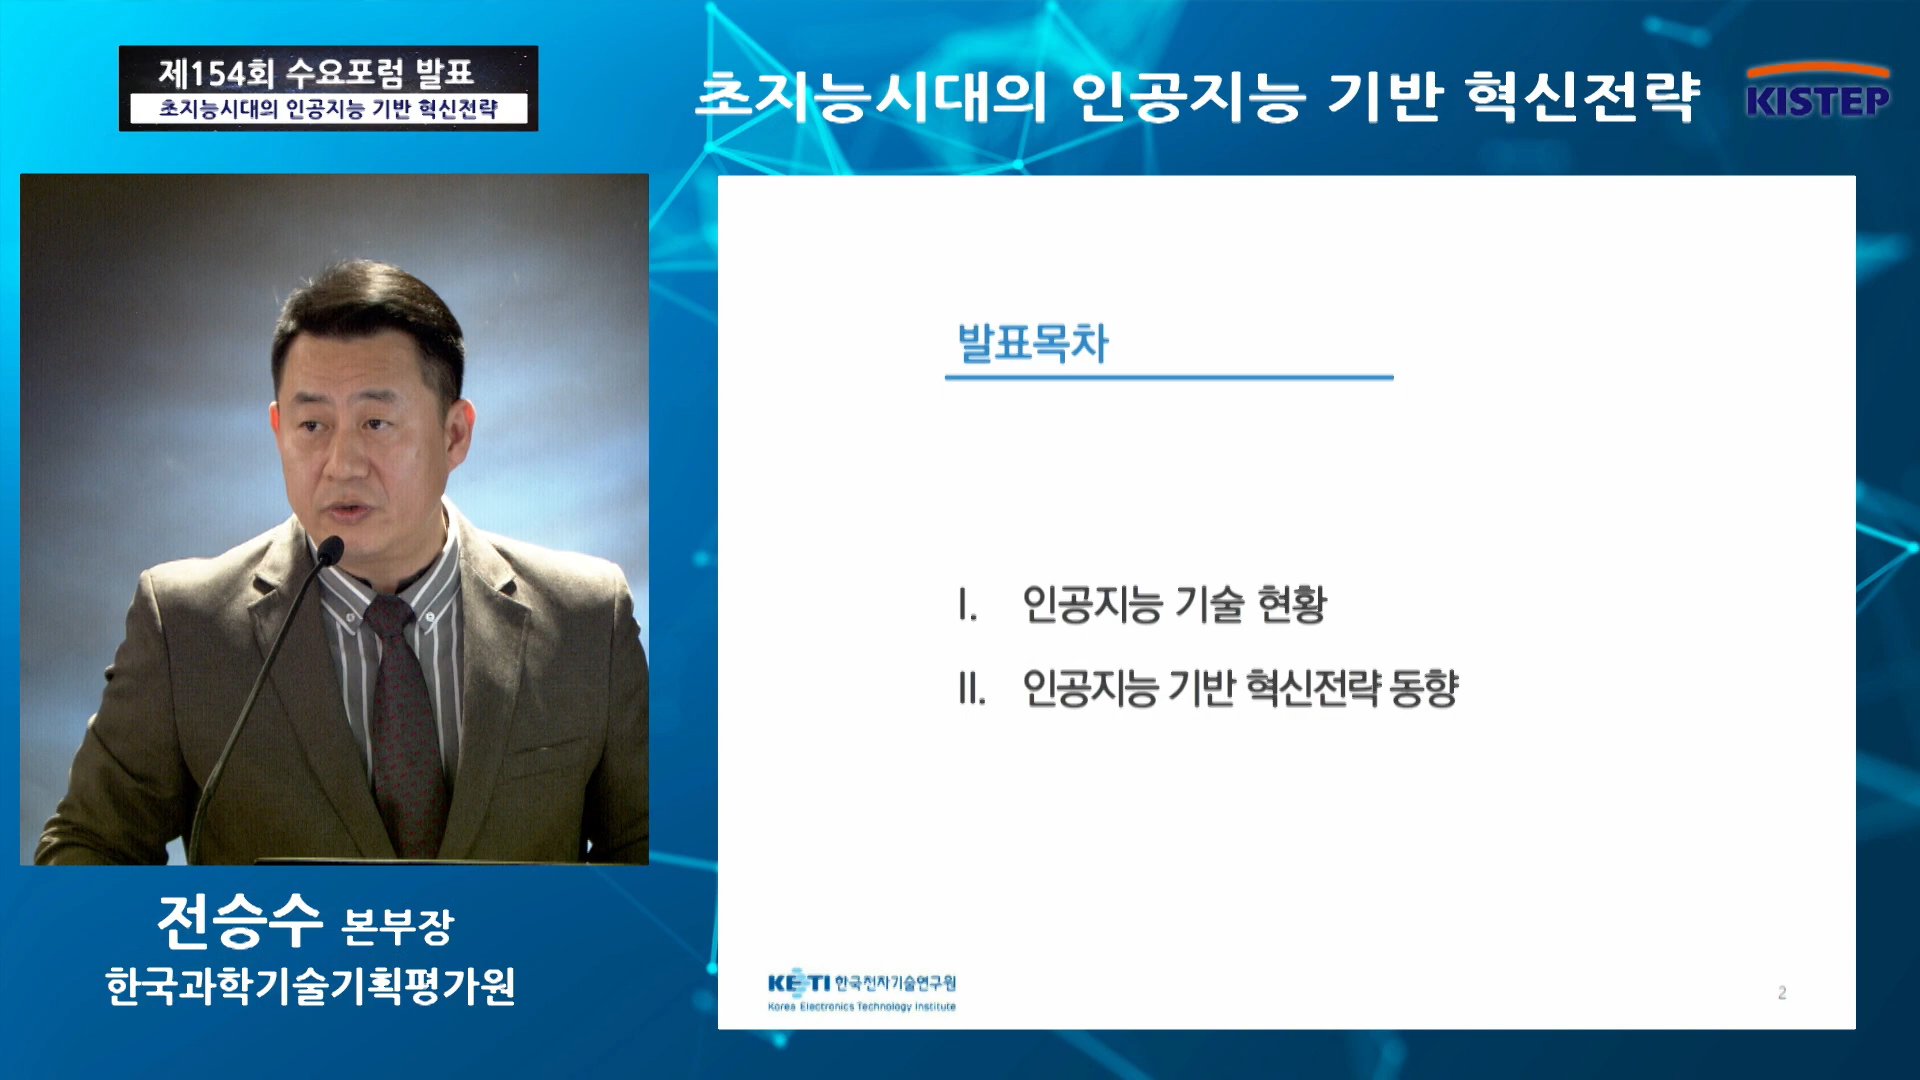 제154회 수요포럼 발표
초지능시대의 인공지능 기반 혁신전략
초지능시대의 인공지능 기반 혁신전략
KISTEP
발표목차
I. 인공지능 기술 현황
II. 인공지능 기반 혁신전략 동향
전승수 본부장
한국과학기술기획평가원
KETI 한국전자기술연구원
Korea Electronics Technology Institute
2